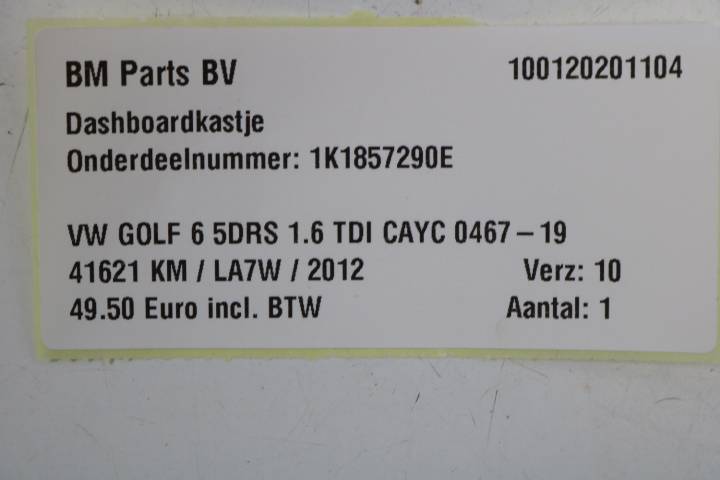 BM Parts BV 100120201104
Dashboardkastje
Onderdeelnummer: 1K1857290E
VW GOLF 6 5DRS 1.6 TDI CAYC 0467 – 19
41621 KM / LA7W / 2012 Verz: 10
49.50 Euro incl. BTW Aantal: 1